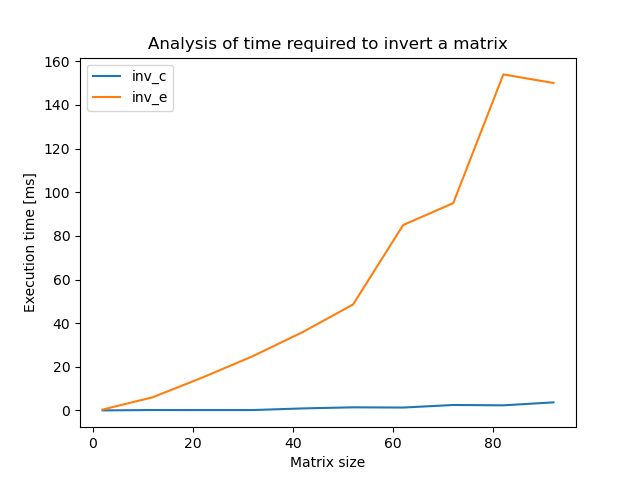 Analysis of time required to invert a matrix
inv_c
inv_e
Execution time [ms]
160
140
120
100
80
60
40
20
0
0 20 40 60 80
Matrix size